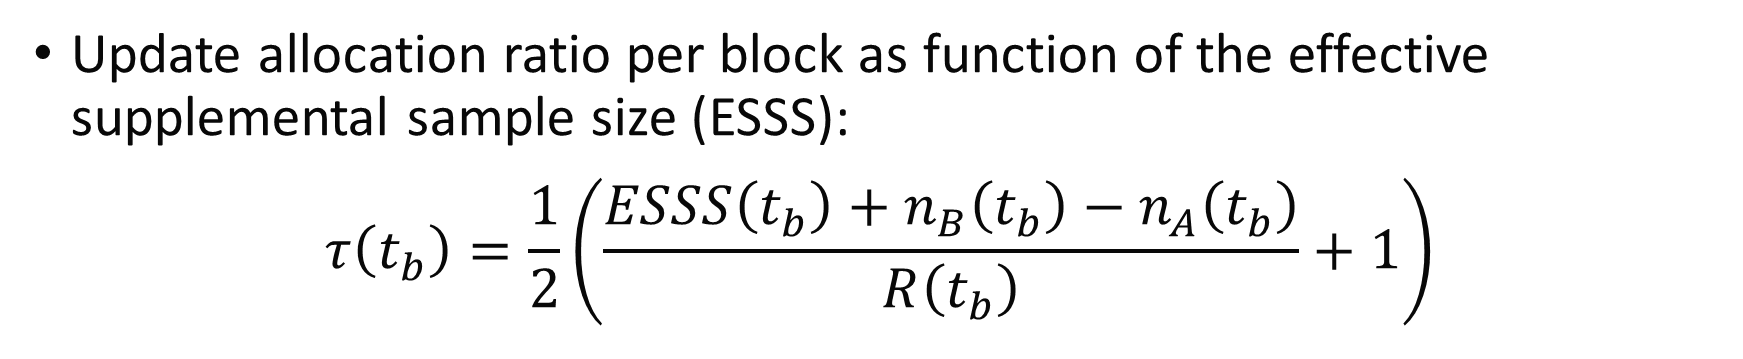 • Update allocation ratio per block as function of the effective
supplemental sample size (ESSS):
τ(t_b) = 1/2 ( (ESSS(t_b) + n_B(t_b) − n_A(t_b)) / R(t_b) + 1 )